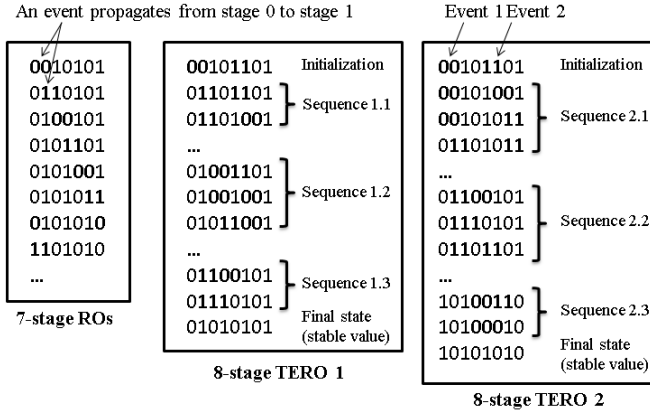 An event propagates from stage 0 to stage 1
0010101
0110101
0100101
0101101
0101001
0101011
0101010
1101010
...
7-stage ROs
00101101 Initialization
01101101
01101001
Sequence 1.1
...
01001101
01001001
01011001
Sequence 1.2
...
01100101
01110101
Sequence 1.3
01010101 Final state
(stable value)
8-stage TERO 1
Event 1 Event 2
00101101 Initialization
00101001
00101011
01101011
Sequence 2.1
...
01100101
01110101
01101101
Sequence 2.2
...
10100110
10100010
Sequence 2.3
10101010 Final state
(stable value)
8-stage TERO 2